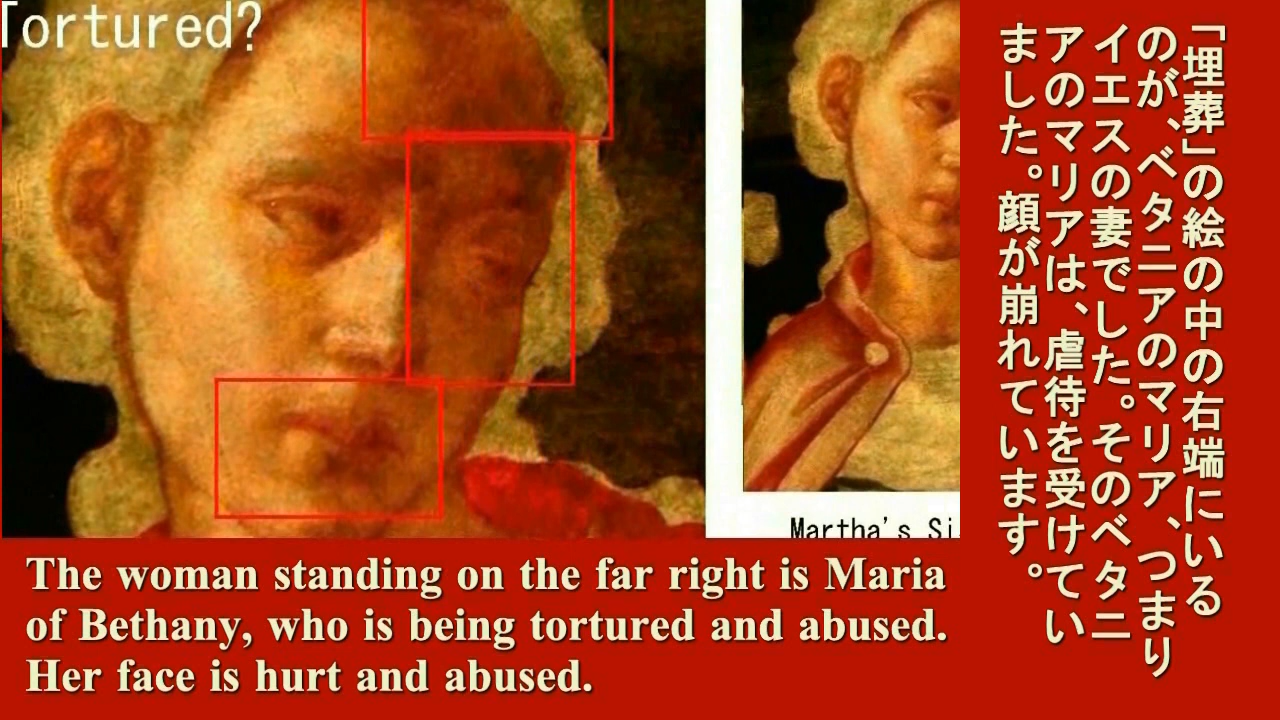 Tortured?
Martha's Si
The woman standing on the far right is Maria
of Bethany, who is being tortured and abused.
Her face is hurt and abused.
「埋葬」の絵の中の右端にいる
のが、ベタニアのマリア、つまり
イエスの妻でした。そのベタニ
アのマリアは、虐待を受けてい
ました。顔が崩れています。